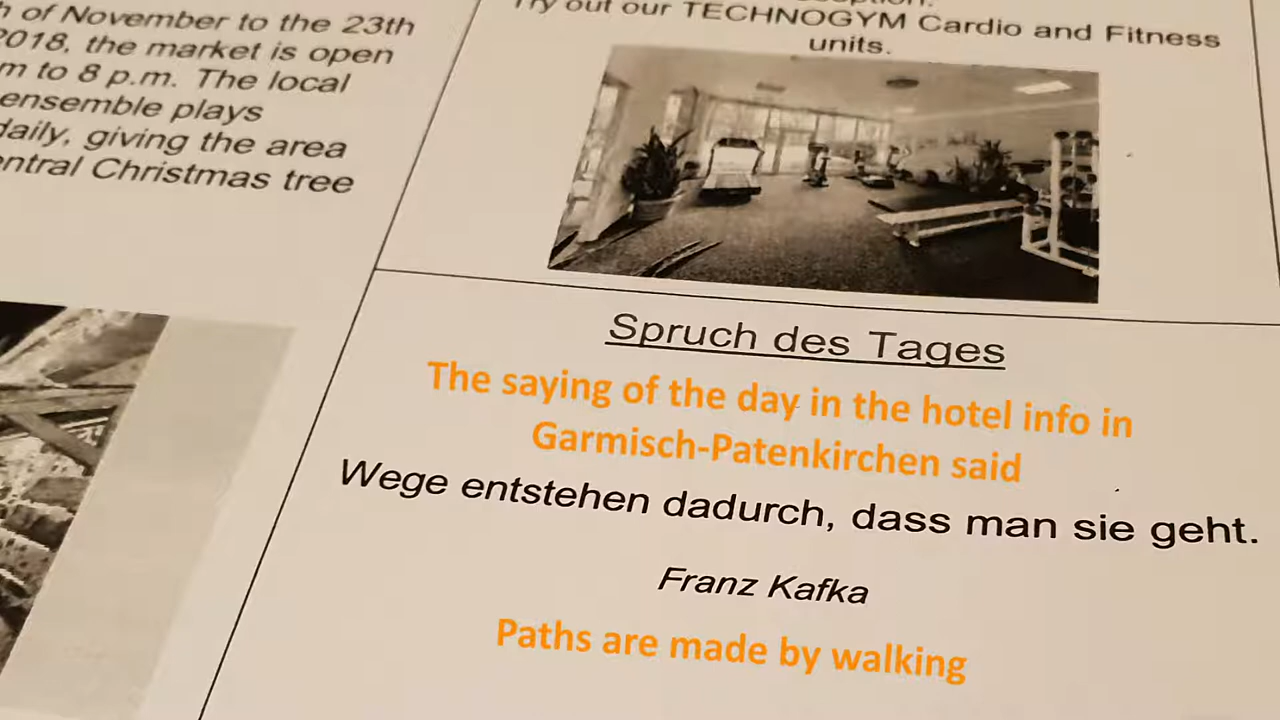 of November to the 23th
2018, the market is open
m to 8 p.m. The local
ensemble plays
daily, giving the area
entral Christmas tree
Try out our TECHNOGYM Cardio and Fitness
units.
Spruch des Tages
The saying of the day in the hotel info in
Garmisch-Patenkirchen said
Wege entstehen dadurch, dass man sie geht.
Franz Kafka
Paths are made by walking